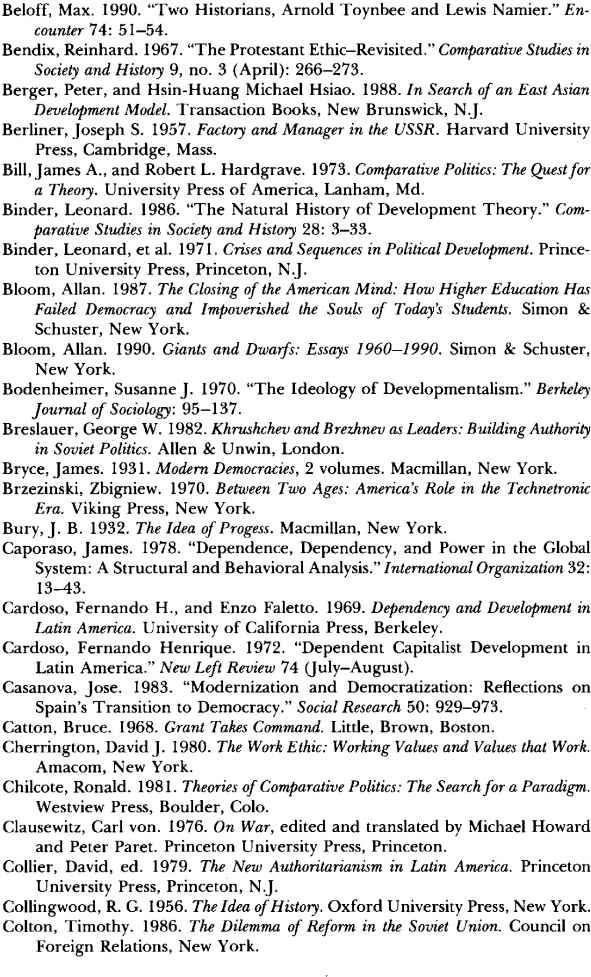 Beloff, Max. 1990. “Two Historians, Arnold Toynbee and Lewis Namier.” En-
counter 74: 51–54.
Bendix, Reinhard. 1967. “The Protestant Ethic–Revisited.” Comparative Studies in
Society and History 9, no. 3 (April): 266–273.
Berger, Peter, and Hsin-Huang Michael Hsiao. 1988. In Search of an East Asian
Development Model. Transaction Books, New Brunswick, N.J.
Berliner, Joseph S. 1957. Factory and Manager in the USSR. Harvard University
Press, Cambridge, Mass.
Bill, James A., and Robert L. Hardgrave. 1973. Comparative Politics: The Quest for
a Theory. University Press of America, Lanham, Md.
Binder, Leonard. 1986. “The Natural History of Development Theory.” Com-
parative Studies in Society and History 28: 3–33.
Binder, Leonard, et al. 1971. Crises and Sequences in Political Development. Prince-
ton University Press, Princeton, N.J.
Bloom, Allan. 1987. The Closing of the American Mind: How Higher Education Has
Failed Democracy and Impoverished the Souls of Today's Students. Simon &
Schuster, New York.
Bloom, Allan. 1990. Giants and Dwarfs: Essays 1960–1990. Simon & Schuster,
New York.
Bodenheimer, Susanne J. 1970. “The Ideology of Developmentalism.” Berkeley
Journal of Sociology: 95–137.
Breslauer, George W. 1982. Khrushchev and Brezhnev as Leaders: Building Authority
in Soviet Politics. Allen & Unwin, London.
Bryce, James. 1931. Modern Democracies, 2 volumes. Macmillan, New York.
Brzezinski, Zbigniew. 1970. Between Two Ages: America's Role in the Technetronic
Era. Viking Press, New York.
Bury, J. B. 1932. The Idea of Progess. Macmillan, New York.
Caporaso, James. 1978. “Dependence, Dependency, and Power in the Global
System: A Structural and Behavioral Analysis.” International Organization 32:
13–43.
Cardoso, Fernando H., and Enzo Faletto. 1969. Dependency and Development in
Latin America. University of California Press, Berkeley.
Cardoso, Fernando Henrique. 1972. “Dependent Capitalist Development in
Latin America.” New Left Review 74 (July–August).
Casanova, Jose. 1983. “Modernization and Democratization: Reflections on
Spain's Transition to Democracy.” Social Research 50: 929–973.
Catton, Bruce. 1968. Grant Takes Command. Little, Brown, Boston.
Cherrington, David J. 1980. The Work Ethic: Working Values and Values that Work.
Amacom, New York.
Chilcote, Ronald. 1981. Theories of Comparative Politics: The Search for a Paradigm.
Westview Press, Boulder, Colo.
Clausewitz, Carl von. 1976. On War, edited and translated by Michael Howard
and Peter Paret. Princeton University Press, Princeton.
Collier, David, ed. 1979. The New Authoritarianism in Latin America. Princeton
University Press, Princeton, N.J.
Collingwood, R. G. 1956. The Idea of History. Oxford University Press, New York.
Colton, Timothy. 1986. The Dilemma of Reform in the Soviet Union. Council on
Foreign Relations, New York.